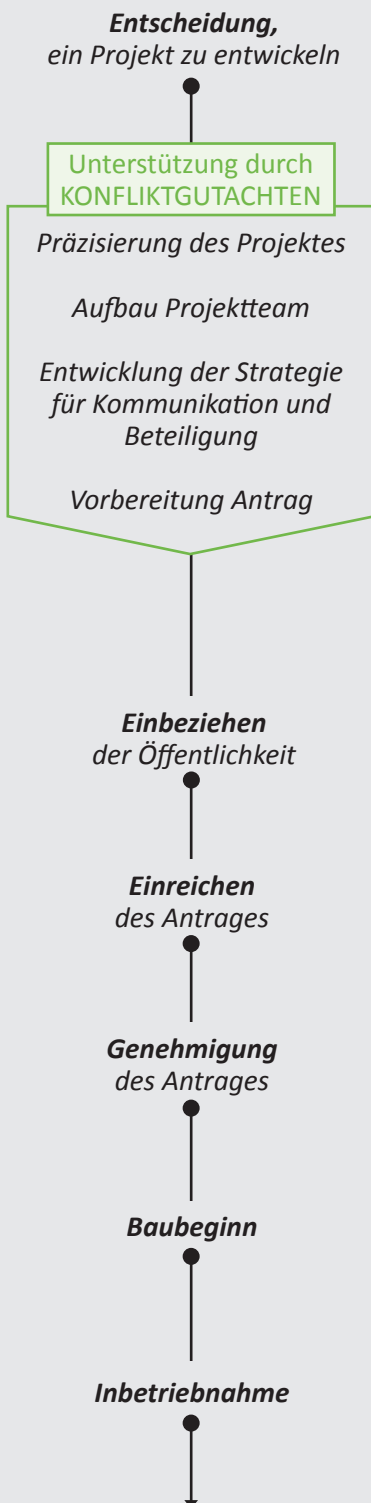 Entscheidung,
ein Projekt zu entwickeln
Unterstützung durch
KONFLIKTGUTACHTEN
Präzisierung des Projektes
Aufbau Projektteam
Entwicklung der Strategie
für Kommunikation und
Beteiligung
Vorbereitung Antrag
Einbeziehen
der Öffentlichkeit
Einreichen
des Antrages
Genehmigung
des Antrages
Baubeginn
Inbetriebnahme